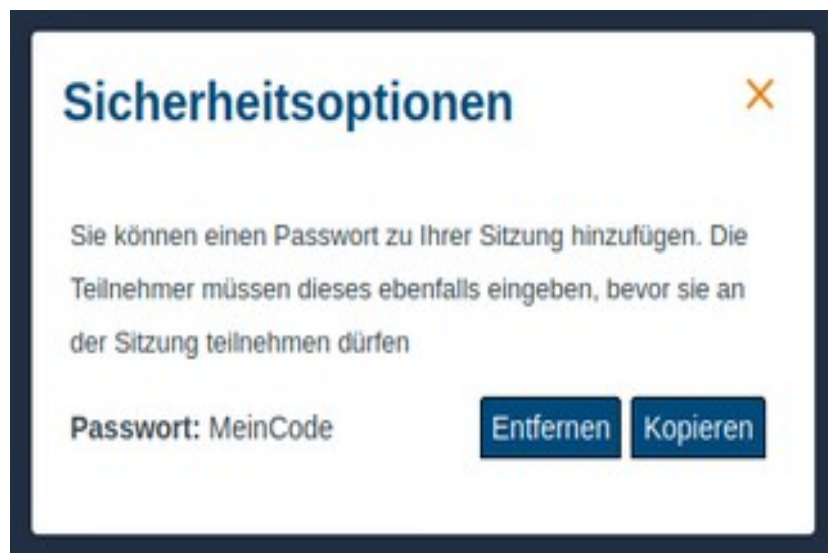 Sicherheitsoptionen
Sie können einen Passwort zu Ihrer Sitzung hinzufügen. Die
Teilnehmer müssen dieses ebenfalls eingeben, bevor sie an
der Sitzung teilnehmen dürfen
Passwort: MeinCode Entfernen Kopieren